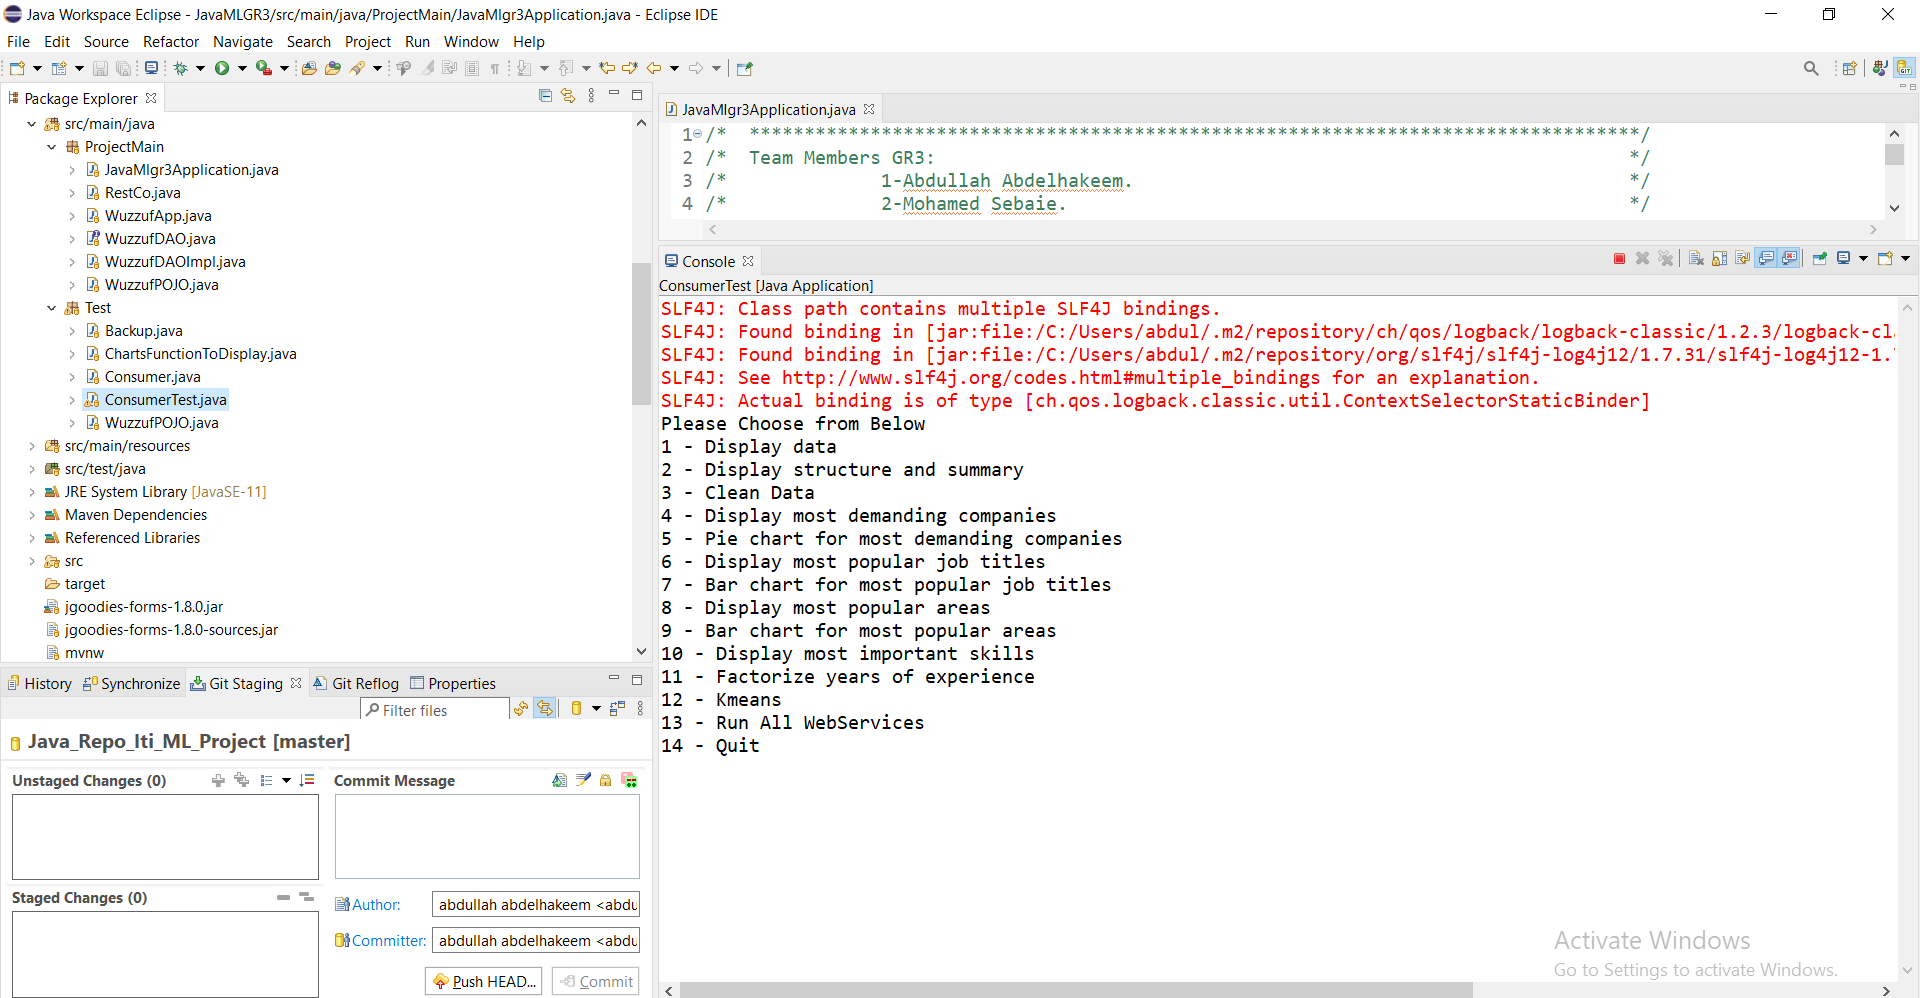 Java Workspace Eclipse - JavaMLGR3/src/main/java/ProjectMain/JavaMlgr3Application.java - Eclipse IDE
File Edit Source Refactor Navigate Search Project Run Window Help
Package Explorer
src/main/java
ProjectMain
JavaMlgr3Application.java
RestCo.java
WuzzufApp.java
WuzzufDAO.java
WuzzufDAOImpl.java
WuzzufPOJO.java
Test
Backup.java
ChartsFunctionToDisplay.java
Consumer.java
ConsumerTest.java
WuzzufPOJO.java
src/main/resources
src/test/java
JRE System Library [JavaSE-11]
Maven Dependencies
Referenced Libraries
src
target
jgoodies-forms-1.8.0.jar
jgoodies-forms-1.8.0-sources.jar
mvnw
History Synchronize Git Staging Git Reflog Properties
Filter files
Java_Repo_Iti_ML_Project [master]
Unstaged Changes (0)
Staged Changes (0)
Commit Message
Author: abdullah abdelhakeem <abdu
Committer: abdullah abdelhakeem <abdu
Push HEAD... Commit
JavaMlgr3Application.java
1 /* *********************************************************************************/
2 /* Team Members GR3: */
3 /* 1-Abdullah Abdelhakeem. */
4 /* 2-Mohamed Sebaie. */
Console
ConsumerTest [Java Application]
SLF4J: Class path contains multiple SLF4J bindings.
SLF4J: Found binding in [jar:file:/C:/Users/abdul/.m2/repository/ch/qos/logback/logback-classic/1.2.3/logback-cl
SLF4J: Found binding in [jar:file:/C:/Users/abdul/.m2/repository/org/slf4j/slf4j-log4j12/1.7.31/slf4j-log4j12-1.
SLF4J: See http://www.slf4j.org/codes.html#multiple_bindings for an explanation.
SLF4J: Actual binding is of type [ch.qos.logback.classic.util.ContextSelectorStaticBinder]
Please Choose from Below
1 - Display data
2 - Display structure and summary
3 - Clean Data
4 - Display most demanding companies
5 - Pie chart for most demanding companies
6 - Display most popular job titles
7 - Bar chart for most popular job titles
8 - Display most popular areas
9 - Bar chart for most popular areas
10 - Display most important skills
11 - Factorize years of experience
12 - Kmeans
13 - Run All WebServices
14 - Quit
Activate Windows
Go to Settings to activate Windows.